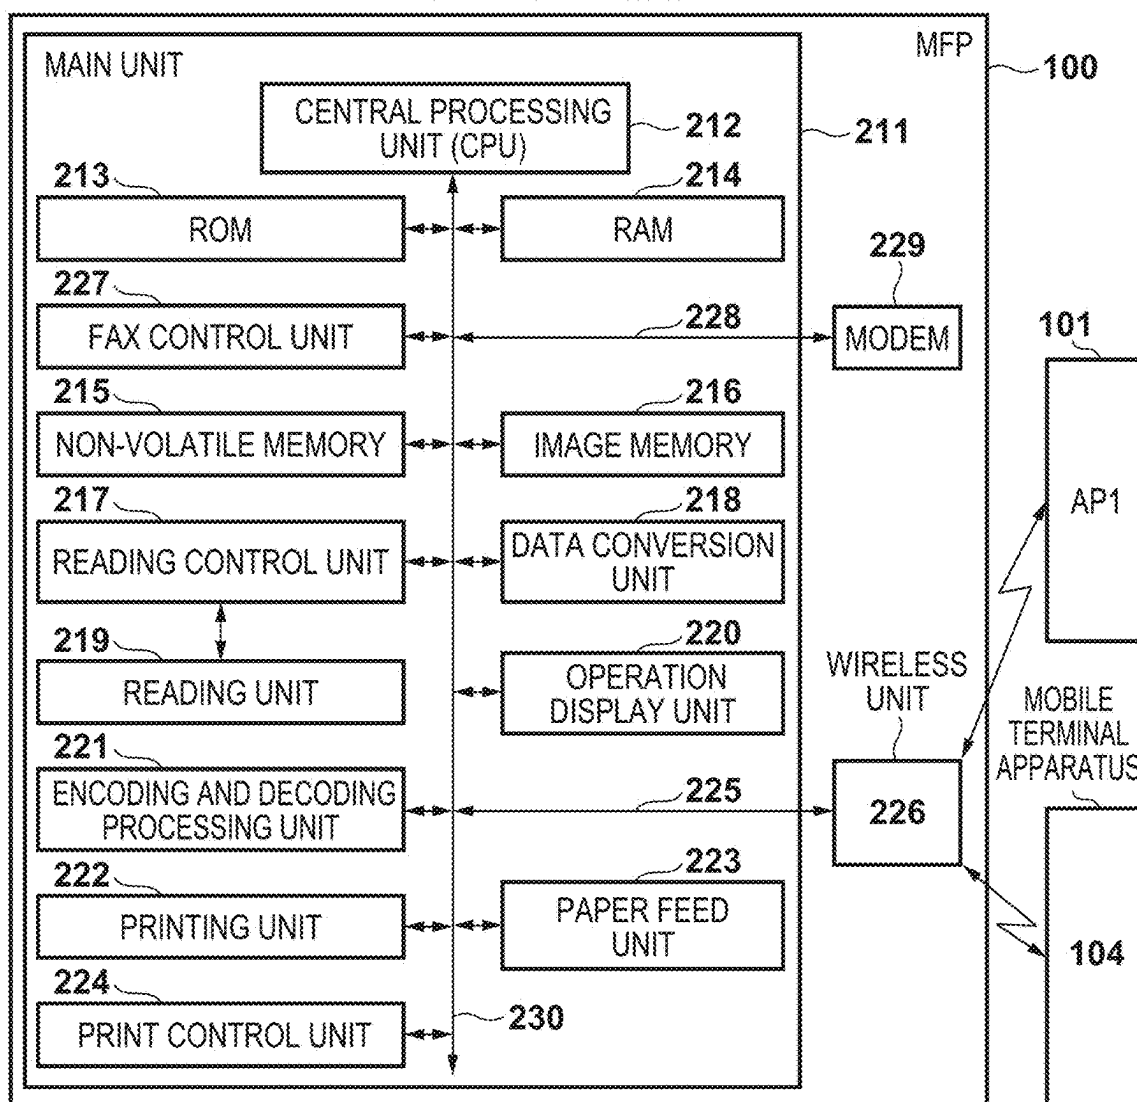 MFP
100
MAIN UNIT
CENTRAL PROCESSING
UNIT (CPU)
212
211
213
ROM
214
RAM
227
FAX CONTROL UNIT
228
229
MODEM
215
NON-VOLATILE MEMORY
216
IMAGE MEMORY
217
READING CONTROL UNIT
218
DATA CONVERSION
UNIT
219
READING UNIT
220
OPERATION
DISPLAY UNIT
221
ENCODING AND DECODING
PROCESSING UNIT
225
WIRELESS
UNIT
226
222
PRINTING UNIT
223
PAPER FEED
UNIT
224
PRINT CONTROL UNIT
230
101
AP1
MOBILE
TERMINAL
APPARATUS
104